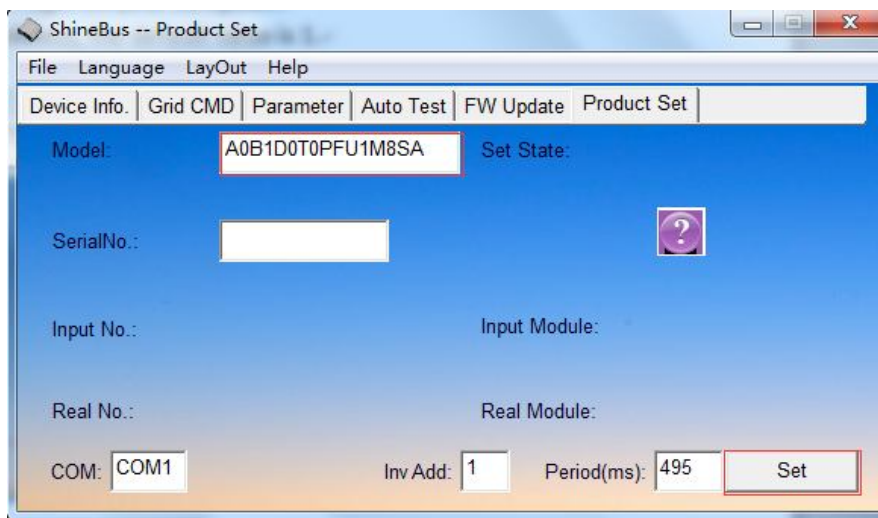 ShineBus -- Product Set
File Language LayOut Help
Device Info. Grid CMD Parameter Auto Test FW Update Product Set
Model: A0B1D0T0PFU1M8SA Set State:
SerialNo.: ?
Input No.: Input Module:
Real No.: Real Module:
COM: COM1 Inv Add: 1 Period(ms): 495 Set